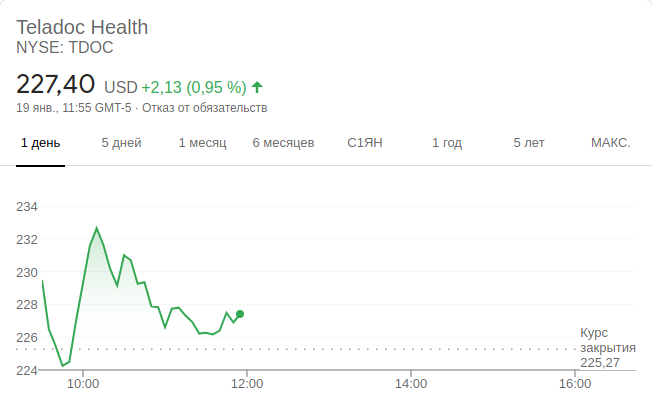 Teladoc Health
NYSE: TDOC
227,40 USD +2,13 (0,95 %)
19 янв., 11:55 GMT-5 · Отказ от обязательств
1 день 5 дней 1 месяц 6 месяцев С1ЯН 1 год 5 лет МАКС.
234
232
230
228
226
224
Курс
закрытия
225,27
10:00 12:00 14:00 16:00